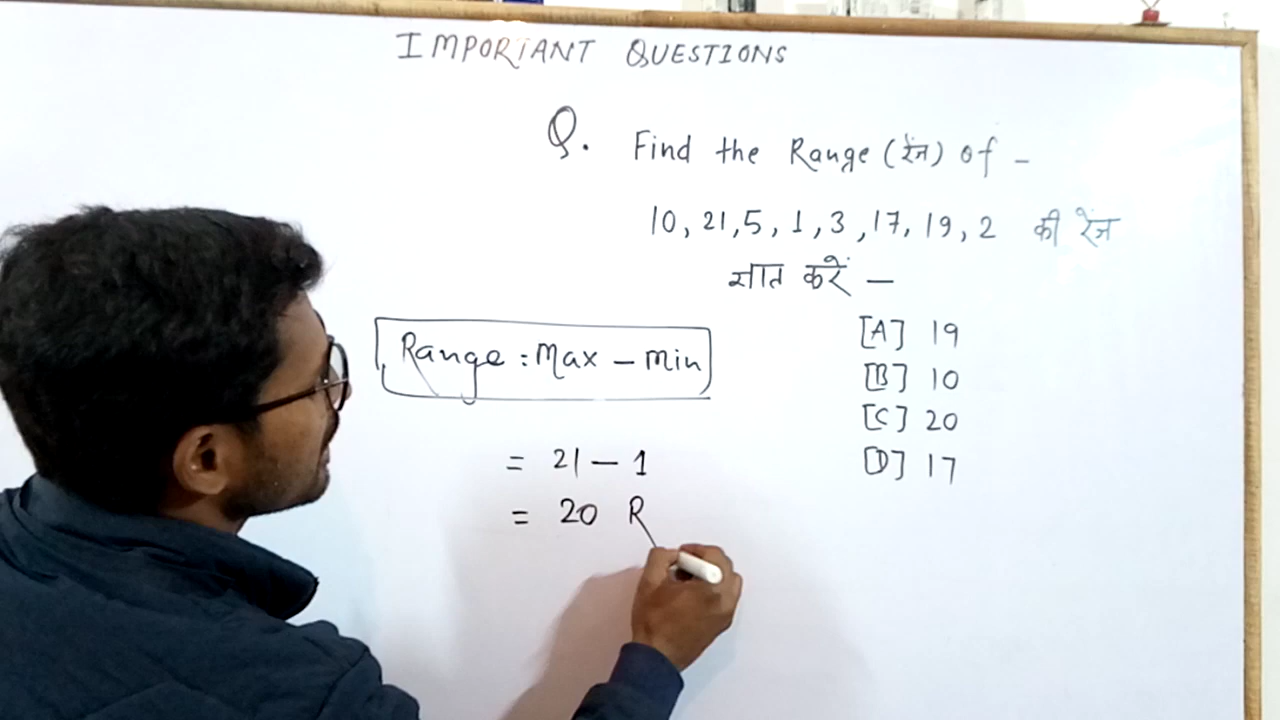 IMPORTANT QUESTIONS
Q. Find the Range (रेंज) of -
10, 21, 5, 1, 3, 17, 19, 2 की रेंज
ज्ञात करें —
[A] 19
[B] 10
[C] 20
[D] 17
Range : Max - Min
= 21 - 1
= 20 R